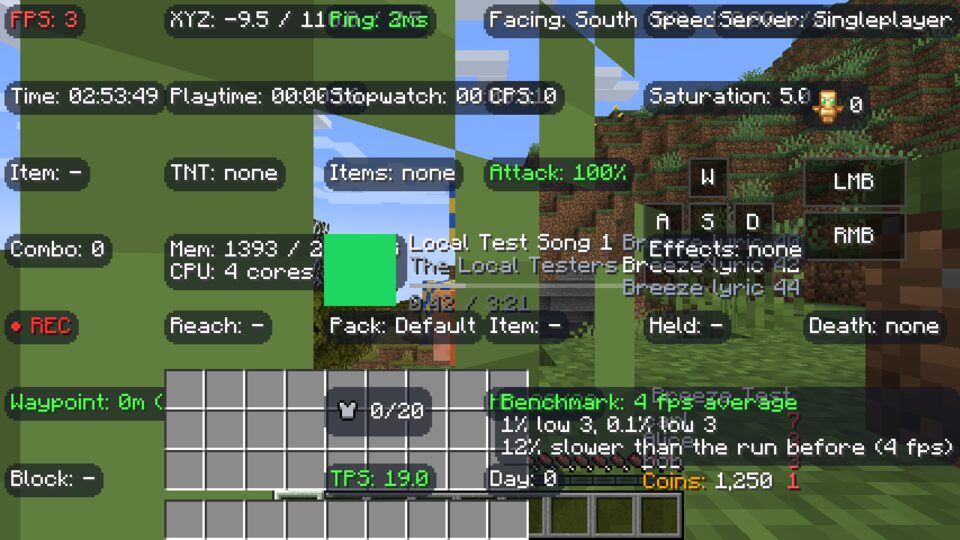 FPS: 3
XYZ: -9.5 / 11
Ping: 2ms
Facing: South
Speed
Server: Singleplayer
Time: 02:53:49
Playtime: 00:00
Stopwatch: 00
CPS:
Saturation: 5.0
0
Item: -
TNT: none
Items: none
Attack: 100%
W
LMB
A S D
RMB
Combo: 0
Mem: 1393 / 2
CPU: 4 cores
Local Test Song 1
The Local Testers
0:42 / 3:21
Effects: none
Breeze lyric 44
REC
Reach: -
Pack: Default
Item: -
Held: -
Death: none
Waypoint: 0m (
0/20
Breeze Test
Benchmark: 4 fps average
1% low 3, 0.1% low 3
12% slower than the run before (4 fps)
Block: -
TPS: 19.0
Day: 0
Coins: 1,250 1